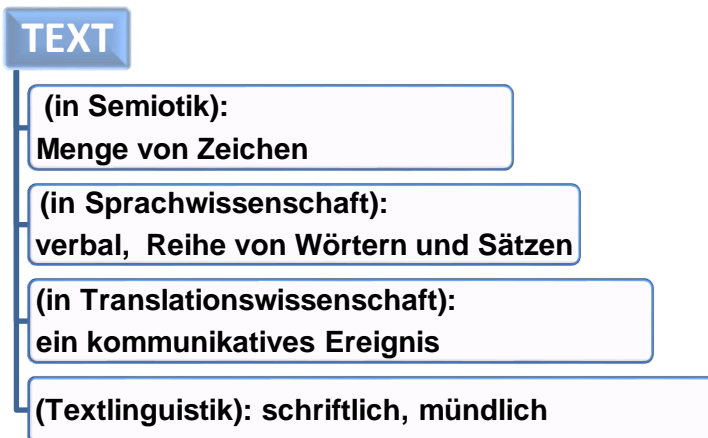 TEXT
(in Semiotik):
Menge von Zeichen
(in Sprachwissenschaft):
verbal, Reihe von Wörtern und Sätzen
(in Translationswissenschaft):
ein kommunikatives Ereignis
(Textlinguistik): schriftlich, mündlich